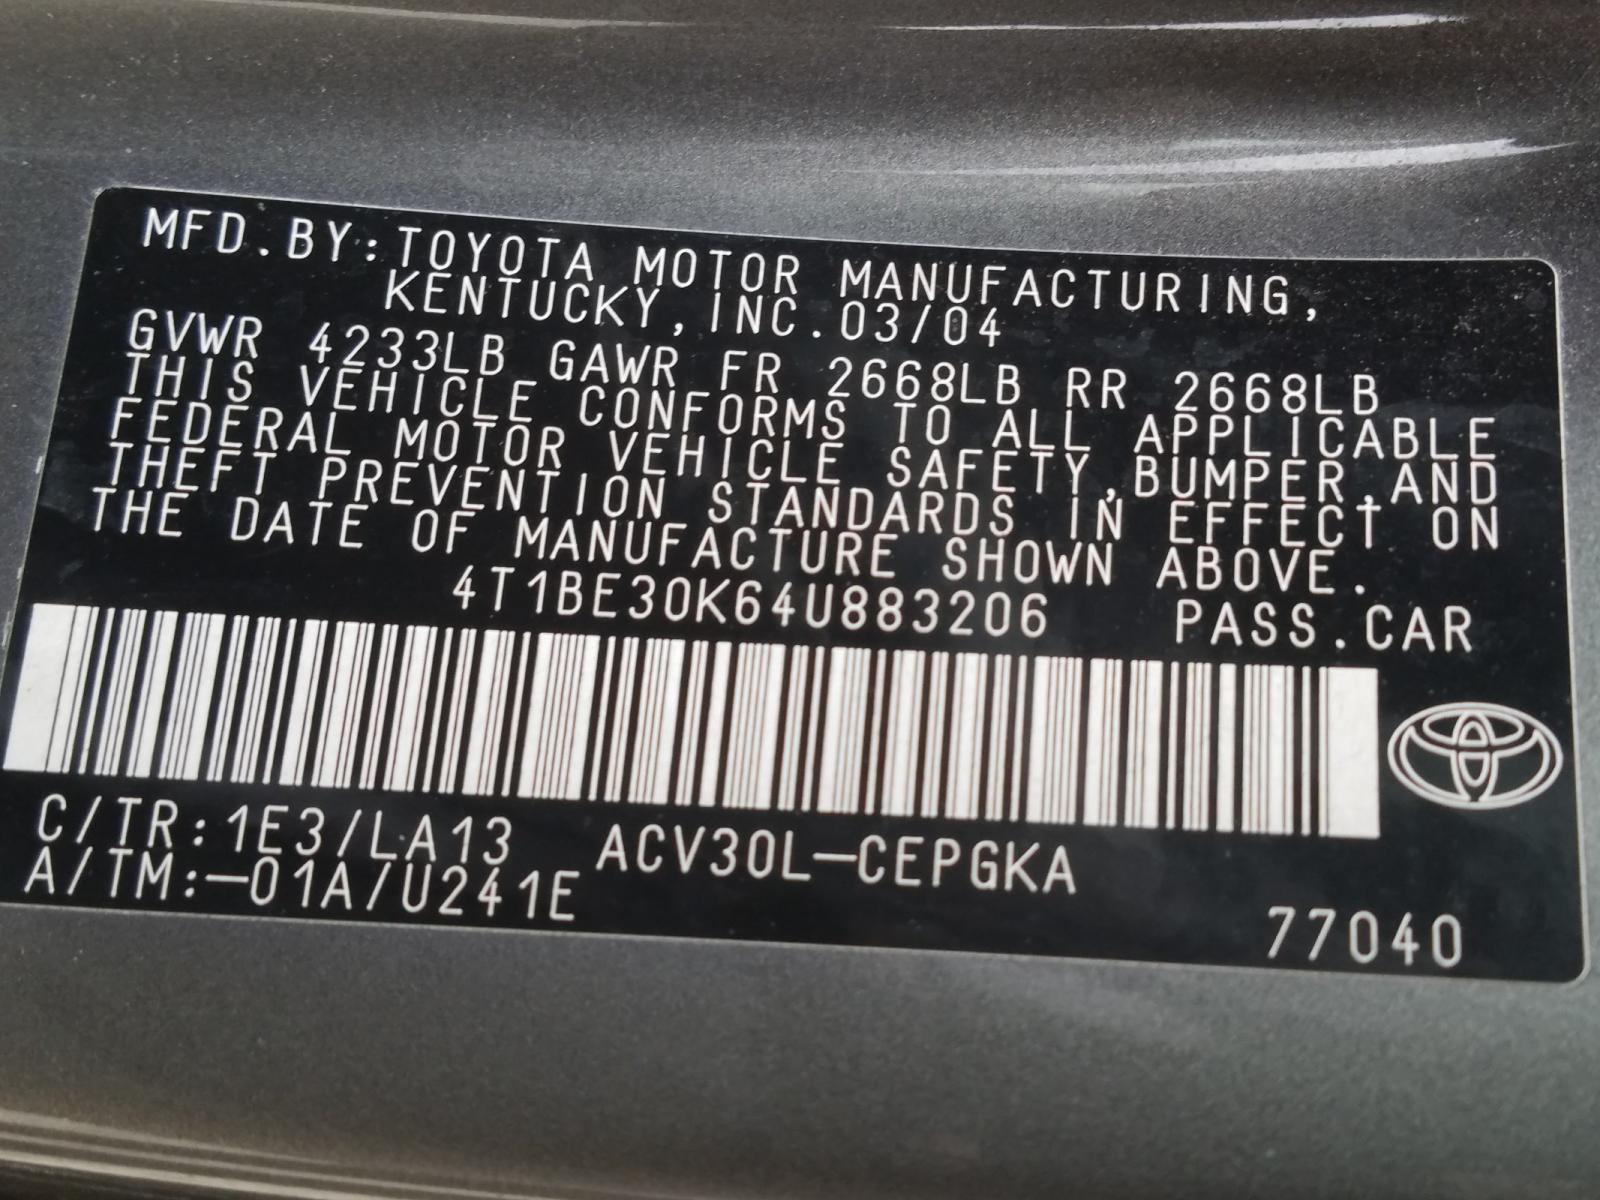 MFD.BY:TOYOTA MOTOR MANUFACTURING,
KENTUCKY,INC.03/04
GVWR 4233LB GAWR FR 2668LB RR 2668LB
THIS VEHICLE CONFORMS TO ALL APPLICABLE
FEDERAL MOTOR VEHICLE SAFETY,BUMPER,AND
THEFT PREVENTION STANDARDS IN EFFECT ON
THE DATE OF MANUFACTURE SHOWN ABOVE.
4T1BE30K64U883206 PASS.CAR
C/TR:1E3/LA13 ACV30L-CEPGKA
A/TM:-01A/U241E
77040